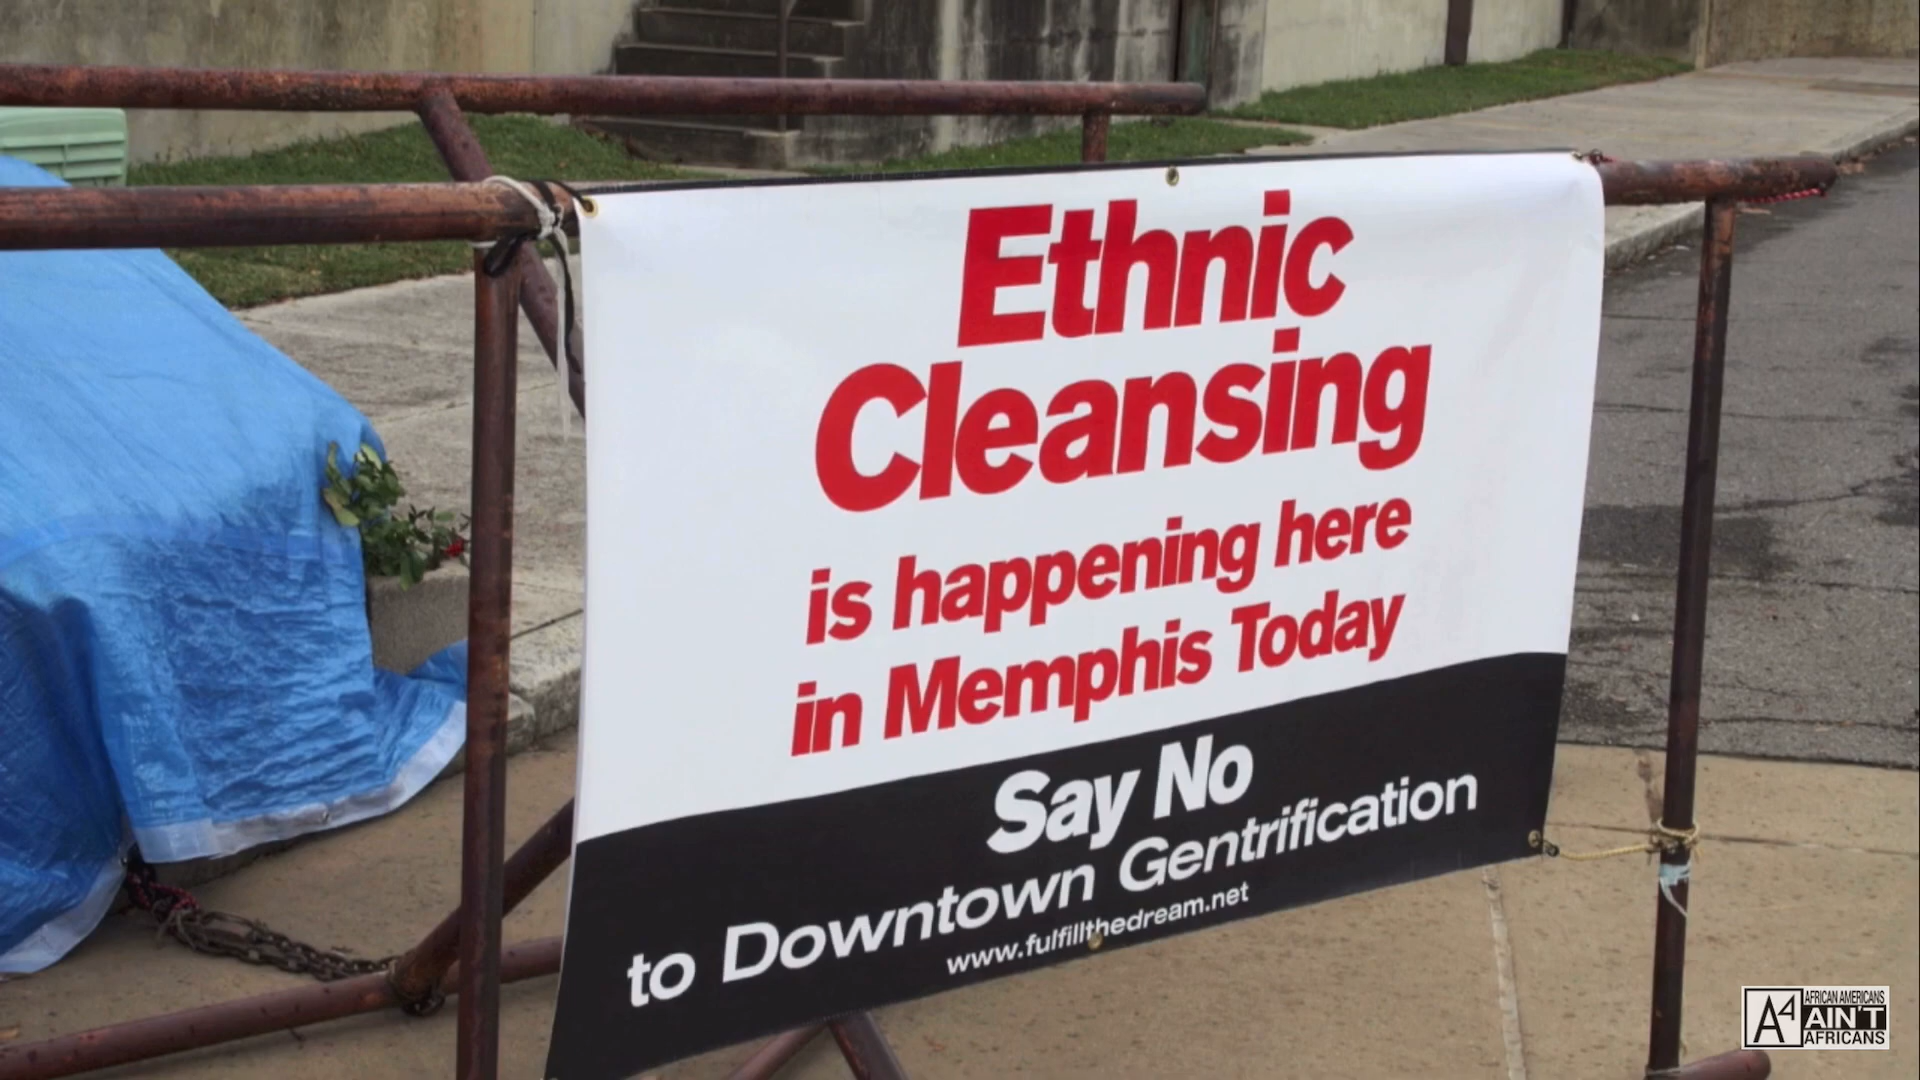 Ethnic
Cleansing
is happening here
in Memphis Today
Say No
to Downtown Gentrification
www.fulfillthedream.net
A4
AFRICAN AMERICANS
AIN'T
AFRICANS